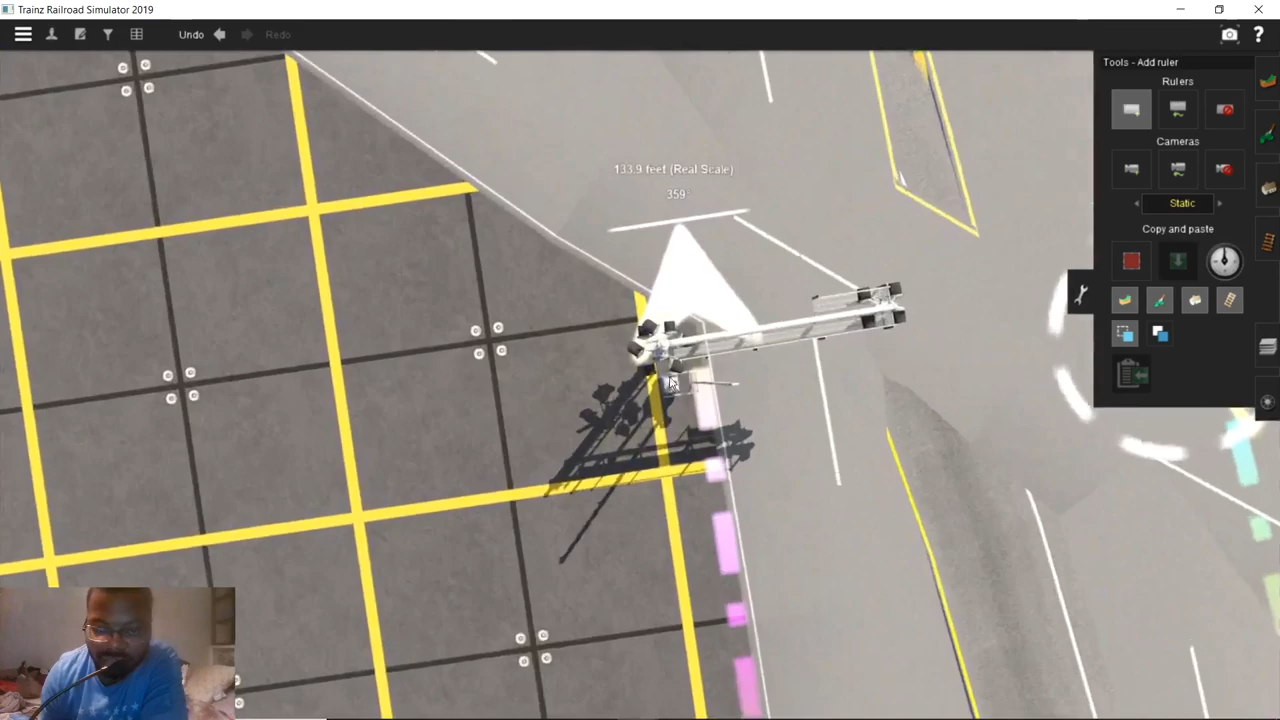 Trainz Railroad Simulator 2019
Undo
Redo
?
Tools - Add ruler
Rulers
Cameras
Static
Copy and paste
133.9 feet (Real Scale)
359°